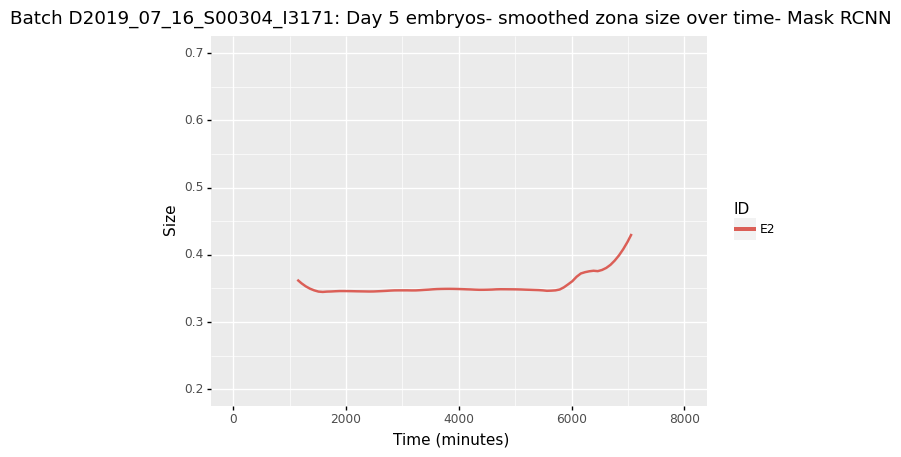 Batch D2019_07_16_S00304_I3171: Day 5 embryos- smoothed zona size over time- Mask RCNN
0.7
0.6
0.5
0.4
0.3
0.2
Size
0 2000 4000 6000 8000
Time (minutes)
ID
E2